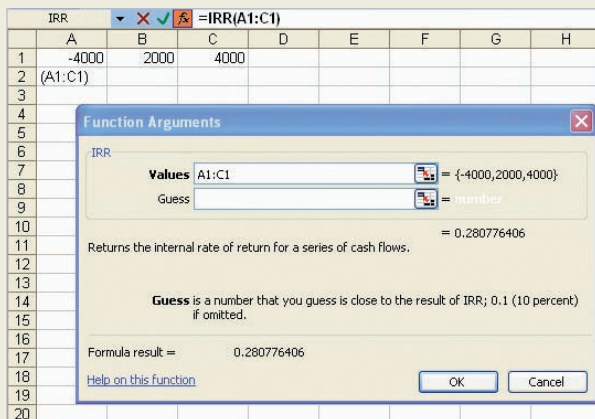 IRR =IRR(A1:C1)
A B C D E F G H
1 -4000 2000 4000
2 (A1:C1)
3
4
5
6
7
8
9
10
11
12
13
14
15
16
17
18
19
20
Function Arguments
IRR
Values A1:C1 = {-4000,2000,4000}
Guess = number
= 0.280776406
Returns the internal rate of return for a series of cash flows.
Guess is a number that you guess is close to the result of IRR; 0.1 (10 percent)
if omitted.
Formula result = 0.280776406
Help on this function OK Cancel